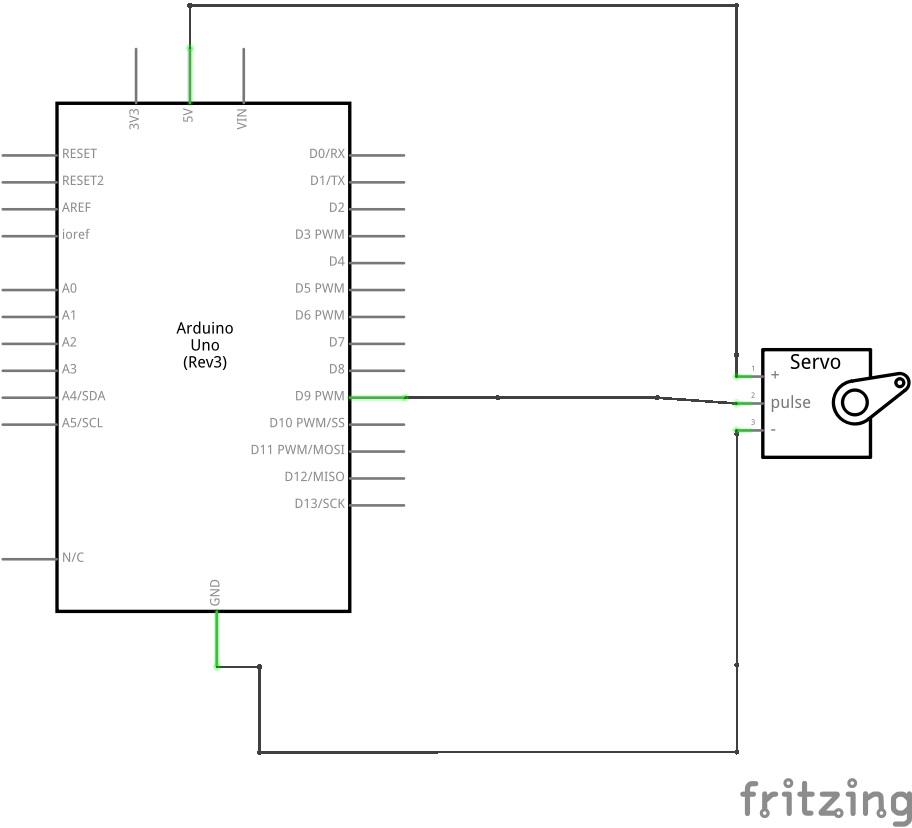 3V3
5V
VIN
RESET
RESET2
AREF
ioref
A0
A1
A2
A3
A4/SDA
A5/SCL
N/C
Arduino
Uno
(Rev3)
D0/RX
D1/TX
D2
D3 PWM
D4
D5 PWM
D6 PWM
D7
D8
D9 PWM
D10 PWM/SS
D11 PWM/MOSI
D12/MISO
D13/SCK
GND
Servo
1
+
2
pulse
3
-
fritzing